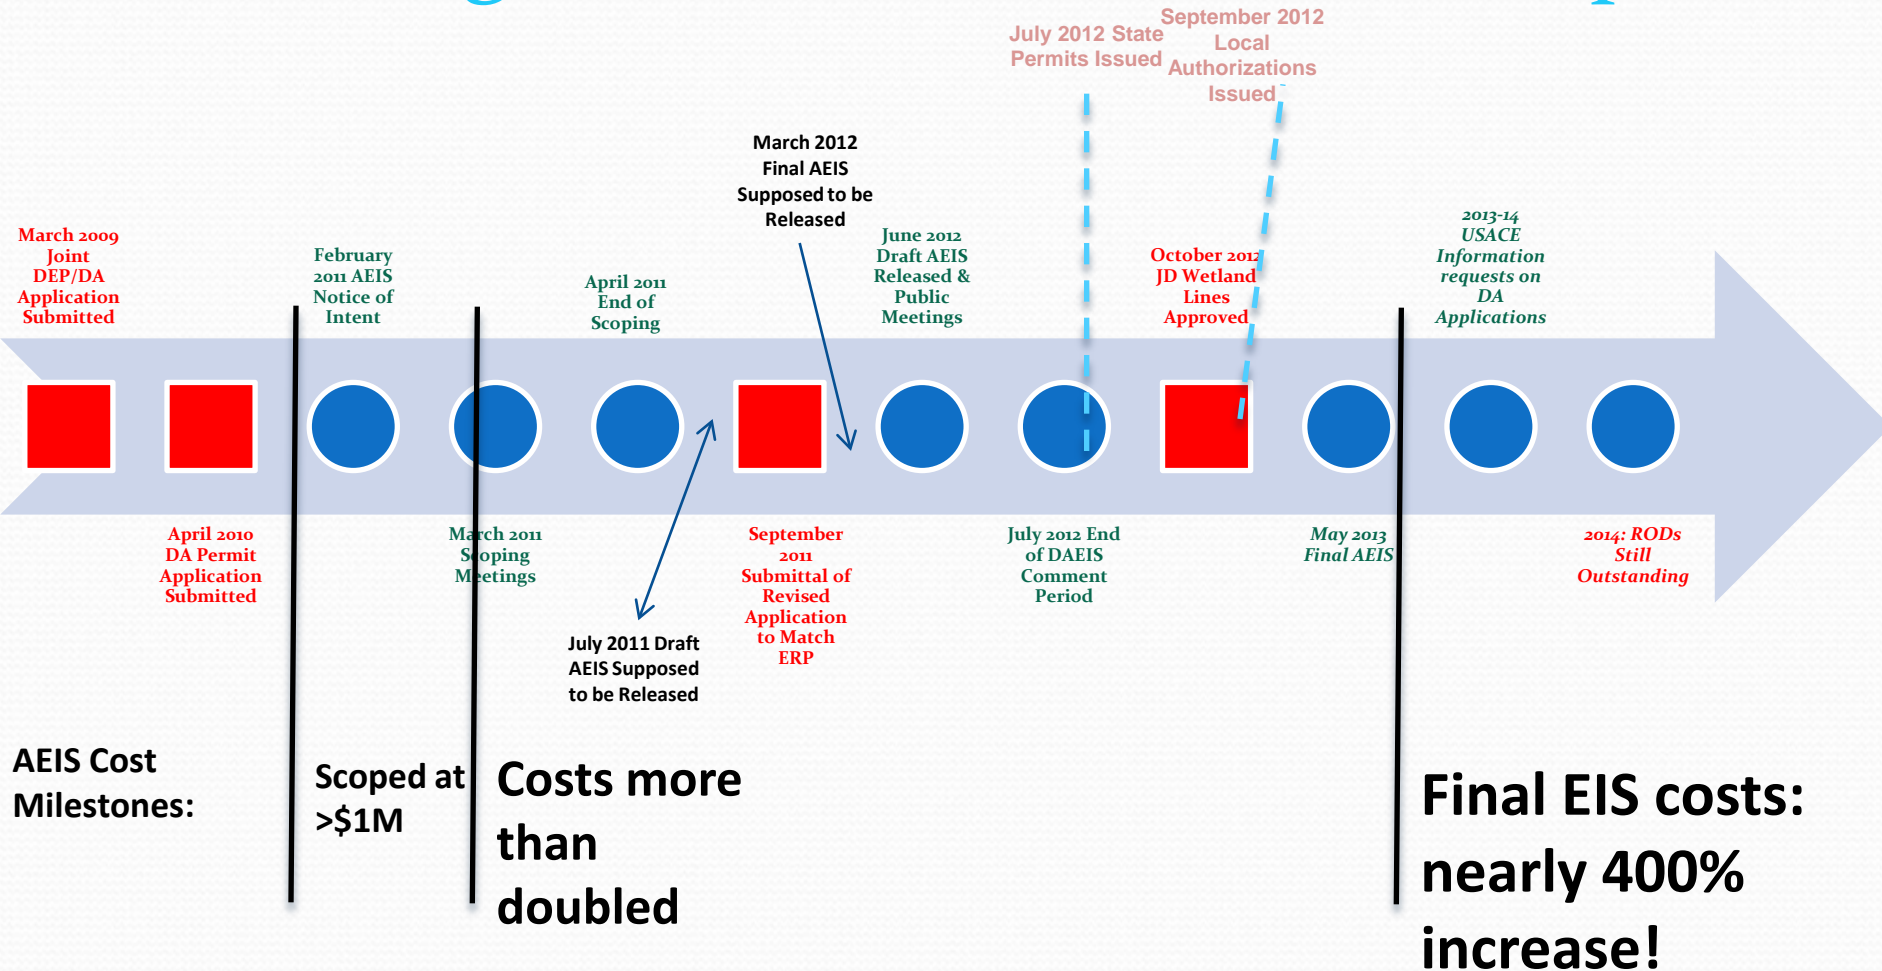 July 2012 State
Permits Issued
September 2012
Local
Authorizations
Issued
March 2012
Final AEIS
Supposed to be
Released
March 2009
Joint
DEP/DA
Application
Submitted
February
2011 AEIS
Notice of
Intent
April 2011
End of
Scoping
June 2012
Draft AEIS
Released &
Public
Meetings
October 2012
JD Wetland
Lines
Approved
2013-14
USACE
Information
requests on
DA
Applications
April 2010
DA Permit
Application
Submitted
March 2011
Scoping
Meetings
September
2011
Submittal of
Revised
Application
to Match
ERP
July 2012 End
of DAEIS
Comment
Period
May 2013
Final AEIS
2014: RODs
Still
Outstanding
July 2011 Draft
AEIS Supposed
to be Released
AEIS Cost
Milestones:
Scoped at
>$1M
Costs more
than
doubled
Final EIS costs:
nearly 400%
increase!